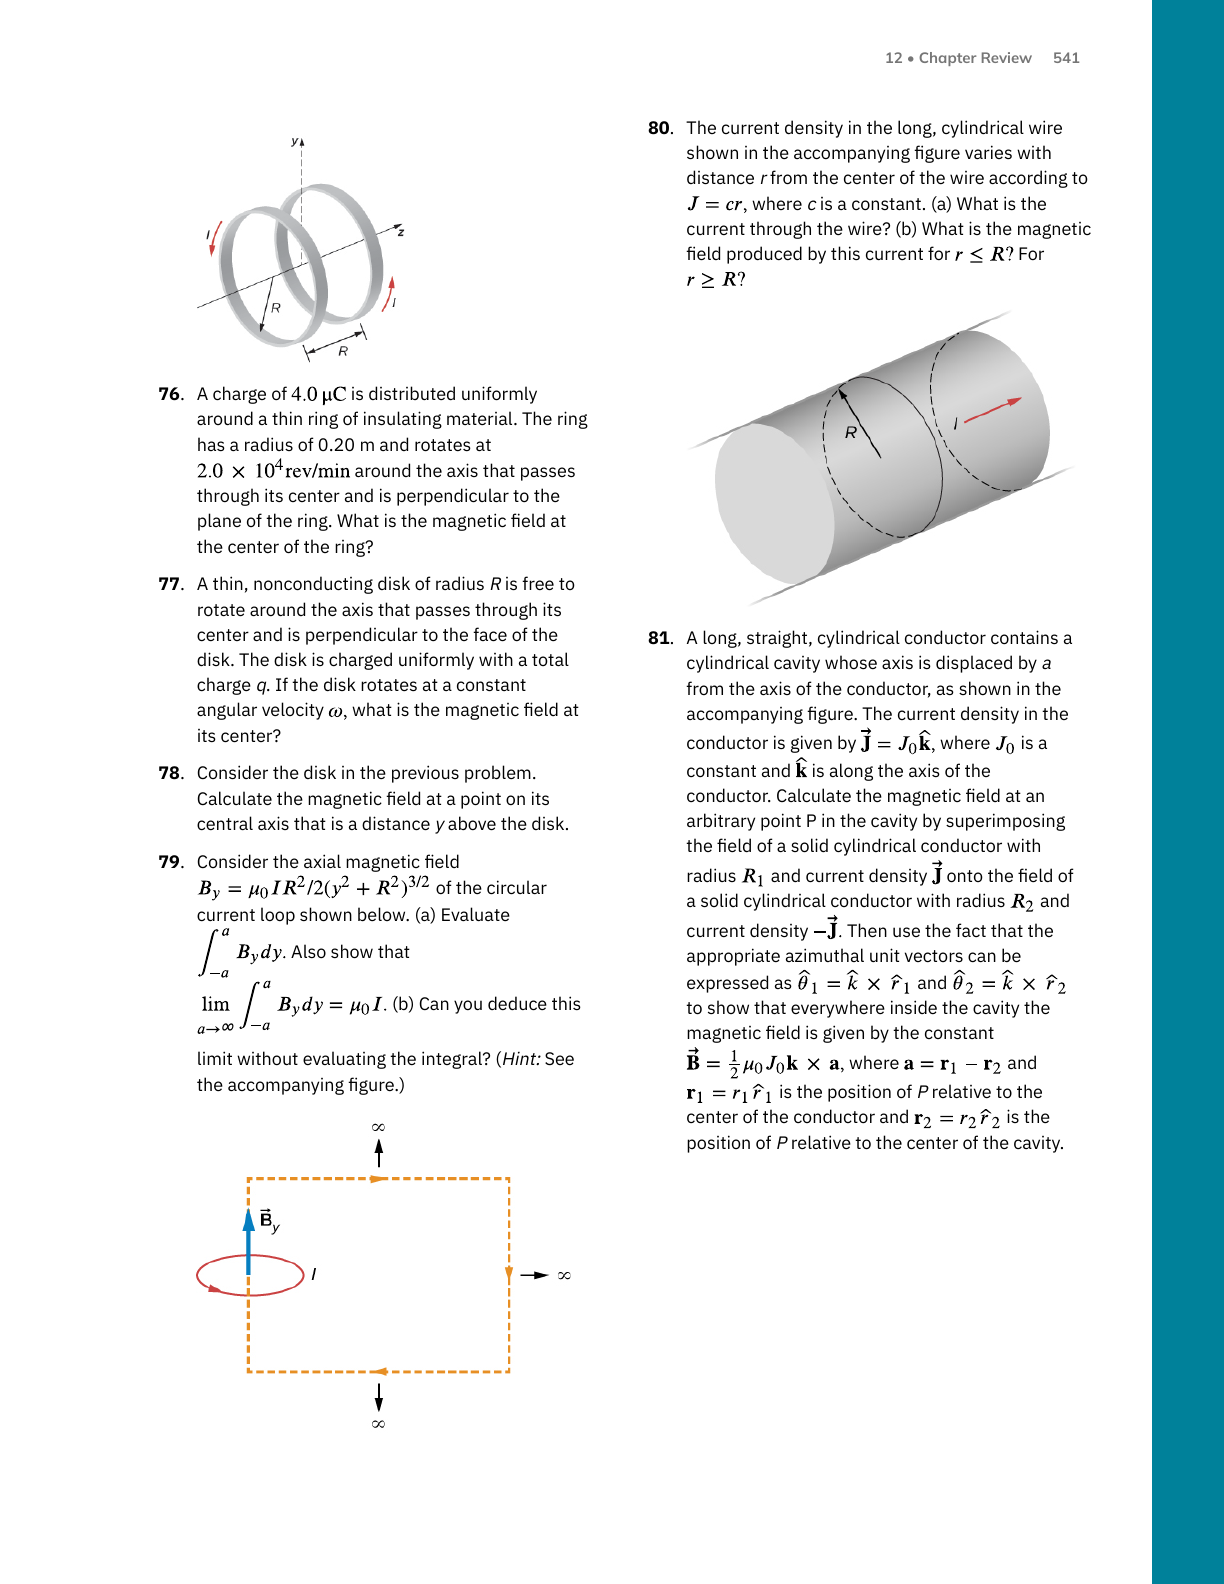 12 • Chapter Review 541
y
I
z
R
I
R
76. A charge of 4.0 μC is distributed uniformly
around a thin ring of insulating material. The ring
has a radius of 0.20 m and rotates at
2.0 × 10⁴ rev/min around the axis that passes
through its center and is perpendicular to the
plane of the ring. What is the magnetic field at
the center of the ring?
77. A thin, nonconducting disk of radius R is free to
rotate around the axis that passes through its
center and is perpendicular to the face of the
disk. The disk is charged uniformly with a total
charge q. If the disk rotates at a constant
angular velocity ω, what is the magnetic field at
its center?
78. Consider the disk in the previous problem.
Calculate the magnetic field at a point on its
central axis that is a distance y above the disk.
79. Consider the axial magnetic field
B_y = μ₀IR²/2(y² + R²)^{3/2} of the circular
current loop shown below. (a) Evaluate
∫_{−a}^{a} B_y dy. Also show that
lim_{a→∞} ∫_{−a}^{a} B_y dy = μ₀I. (b) Can you deduce this
limit without evaluating the integral? (Hint: See
the accompanying figure.)
∞
B⃗_y
I
∞
∞
80. The current density in the long, cylindrical wire
shown in the accompanying figure varies with
distance r from the center of the wire according to
J = cr, where c is a constant. (a) What is the
current through the wire? (b) What is the magnetic
field produced by this current for r ≤ R? For
r ≥ R?
R
I
81. A long, straight, cylindrical conductor contains a
cylindrical cavity whose axis is displaced by a
from the axis of the conductor, as shown in the
accompanying figure. The current density in the
conductor is given by J⃗ = J₀k̂, where J₀ is a
constant and k̂ is along the axis of the
conductor. Calculate the magnetic field at an
arbitrary point P in the cavity by superimposing
the field of a solid cylindrical conductor with
radius R₁ and current density J⃗ onto the field of
a solid cylindrical conductor with radius R₂ and
current density −J⃗. Then use the fact that the
appropriate azimuthal unit vectors can be
expressed as θ̂₁ = k̂ × r̂₁ and θ̂₂ = k̂ × r̂₂
to show that everywhere inside the cavity the
magnetic field is given by the constant
B⃗ = ½μ₀J₀k × a, where a = r₁ − r₂ and
r₁ = r₁r̂₁ is the position of P relative to the
center of the conductor and r₂ = r₂r̂₂ is the
position of P relative to the center of the cavity.